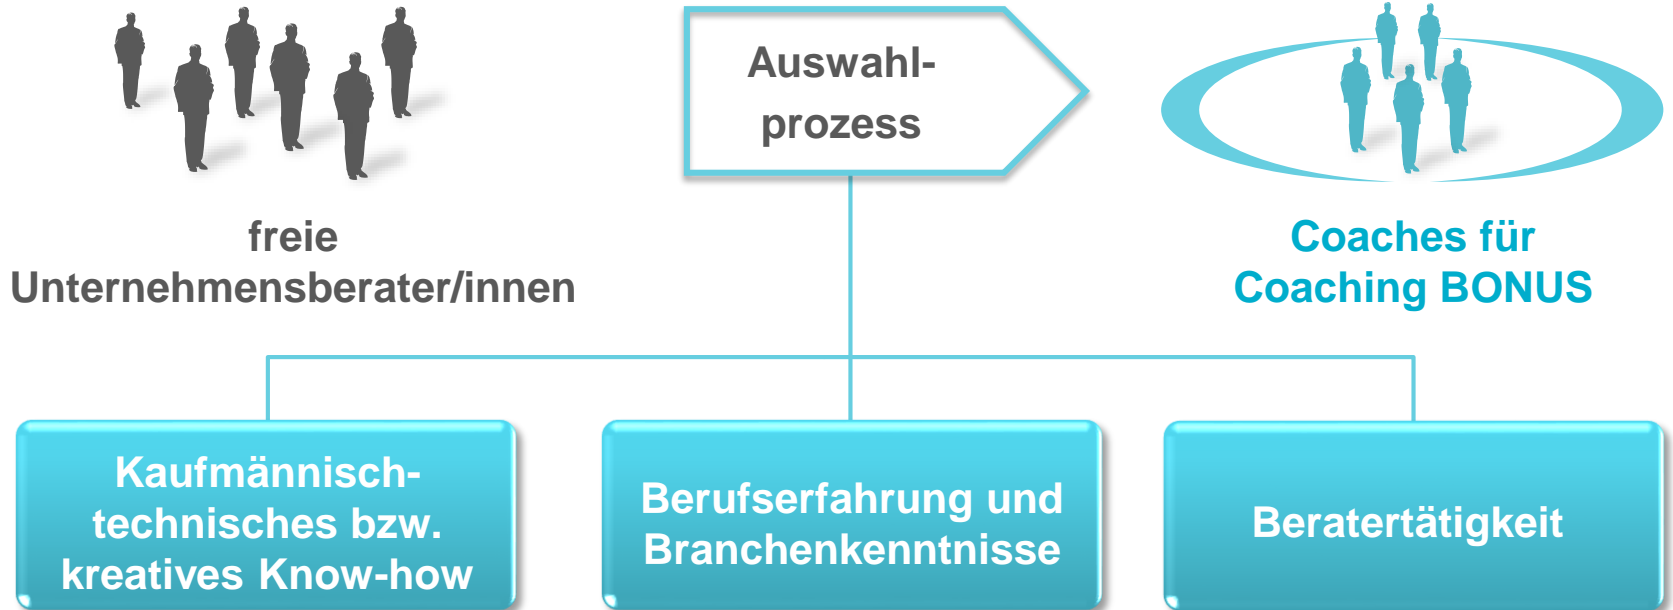 Auswahl-
prozess
freie
Unternehmensberater/innen
Coaches für
Coaching BONUS
Kaufmännisch-
technisches bzw.
kreatives Know-how
Berufserfahrung und
Branchenkenntnisse
Beratertätigkeit